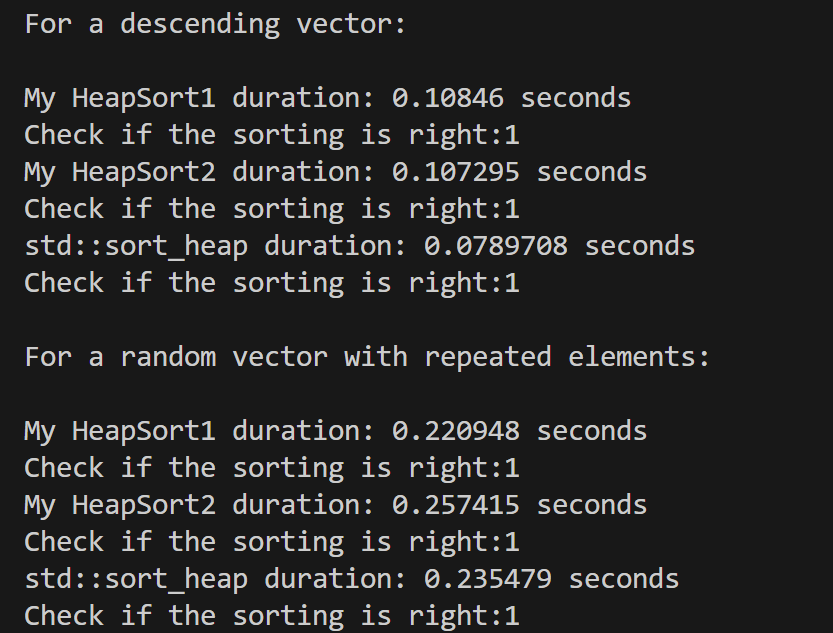 For a descending vector:
My HeapSort1 duration: 0.10846 seconds
Check if the sorting is right:1
My HeapSort2 duration: 0.107295 seconds
Check if the sorting is right:1
std::sort_heap duration: 0.0789708 seconds
Check if the sorting is right:1
For a random vector with repeated elements:
My HeapSort1 duration: 0.220948 seconds
Check if the sorting is right:1
My HeapSort2 duration: 0.257415 seconds
Check if the sorting is right:1
std::sort_heap duration: 0.235479 seconds
Check if the sorting is right:1